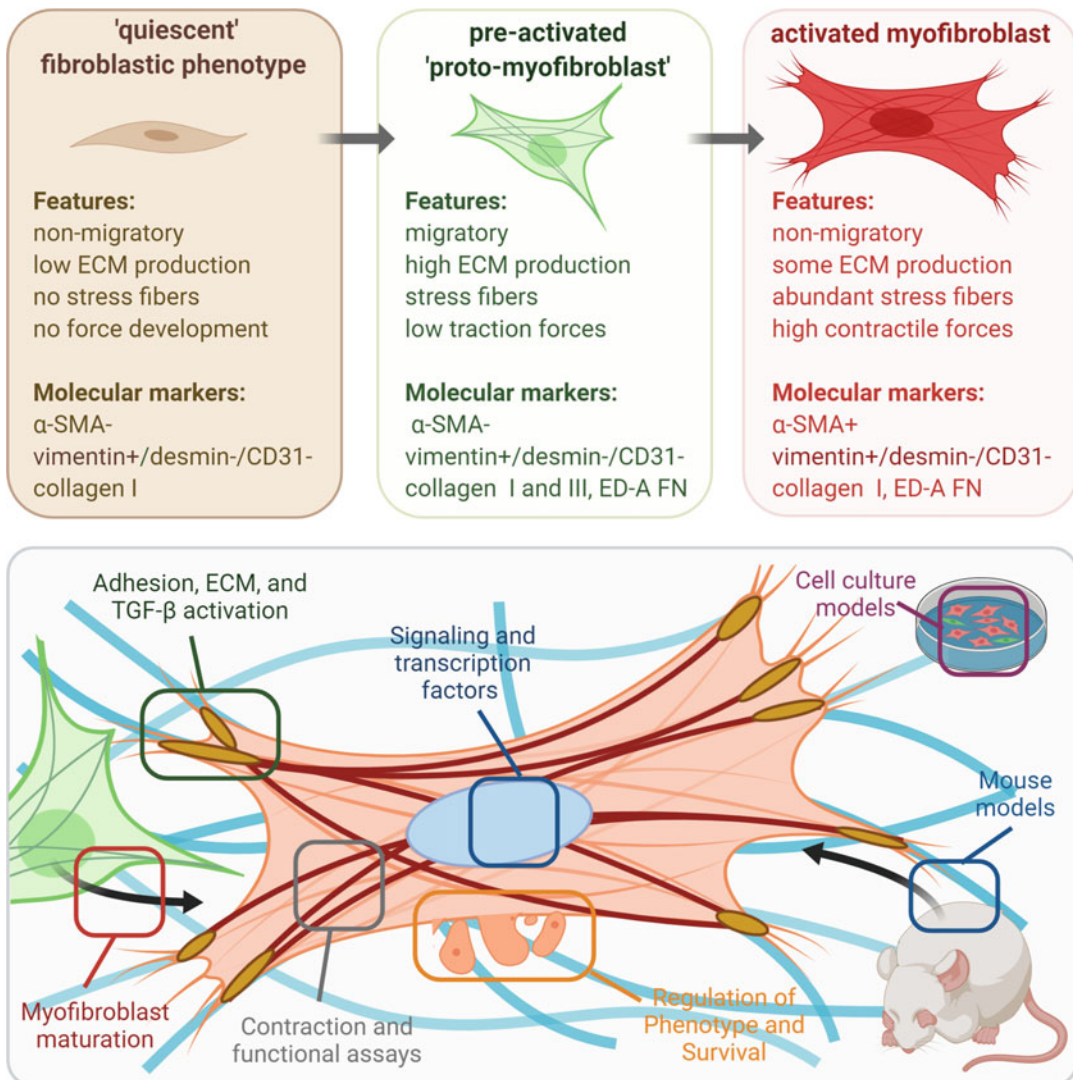 'quiescent'
fibroblastic phenotype
Features:
non-migratory
low ECM production
no stress fibers
no force development
Molecular markers:
α-SMA-
vimentin+/desmin-/CD31-
collagen I
pre-activated
'proto-myofibroblast'
Features:
migratory
high ECM production
stress fibers
low traction forces
Molecular markers:
α-SMA-
vimentin+/desmin-/CD31-
collagen I and III, ED-A FN
activated myofibroblast
Features:
non-migratory
some ECM production
abundant stress fibers
high contractile forces
Molecular markers:
α-SMA+
vimentin+/desmin-/CD31-
collagen I, ED-A FN
Adhesion, ECM, and
TGF-β activation
Signaling and
transcription
factors
Cell culture
models
Mouse
models
Myofibroblast
maturation
Contraction and
functional assays
Regulation of
Phenotype and
Survival